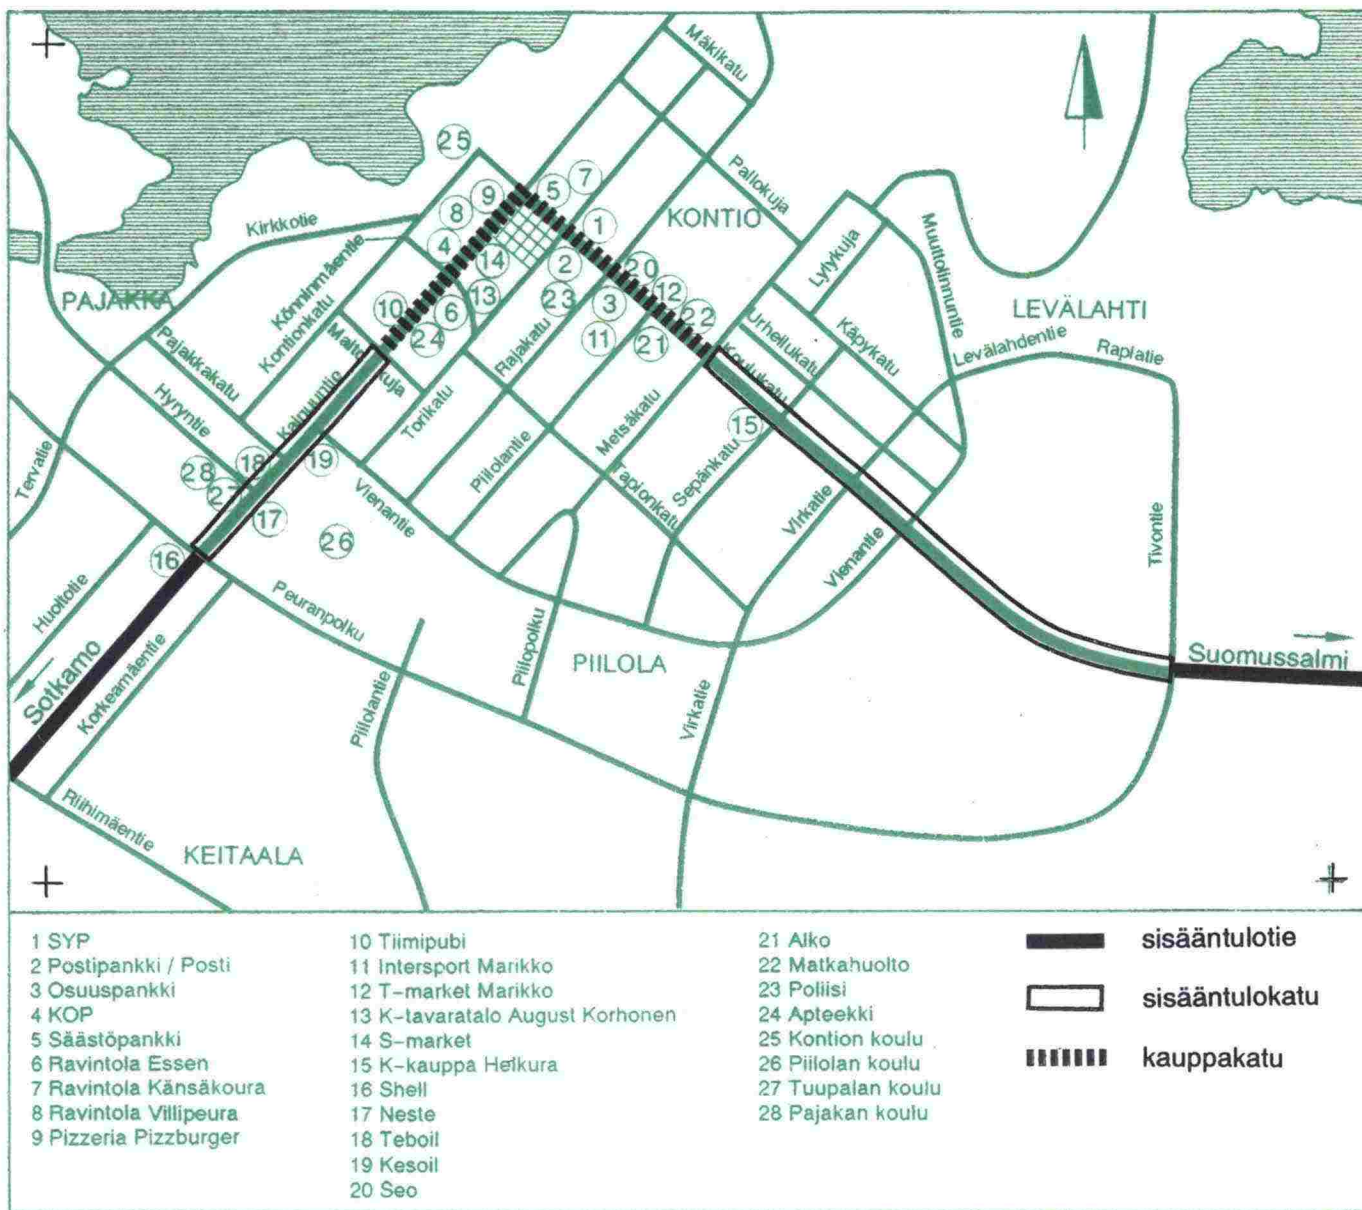 Mäkikatu
25
Pallokuja
9
5
7
8
KONTIO
1
Kirkkotie
Könninmäentie
4
14
2
20
12
Lylykuja
Muuttolinnuntie
PAJAKKA
Kontionkatu
10
6
13
23
3
22
LEVÄLAHTI
24
11
21
Urheilukatu
Käpykatu
Levälahdentie
Raplatie
Pajakkakatu
Maitokuja
Rajakatu
Koulukatu
Hyryntie
Kainuuntie
Torikatu
Metsäkatu
15
Tervatie
28
18
19
Piilolantie
Sepänkatu
27
17
Vienantie
Tapionkatu
Virkatie
26
Vienantie
Tivontie
16
Huoltotie
Peuranpolku
Piilopolku
PIILOLA
Suomussalmi
Sotkamo
Korkeamäentie
Piilolantie
Virkatie
Riihimäentie
KEITAALA
1 SYP
2 Postipankki / Posti
3 Osuuspankki
4 KOP
5 Säästöpankki
6 Ravintola Essen
7 Ravintola Känsäkoura
8 Ravintola Villipeura
9 Pizzeria Pizzburger
10 Tiimipubi
11 Intersport Marikko
12 T-market Marikko
13 K-tavaratalo August Korhonen
14 S-market
15 K-kauppa Heikura
16 Shell
17 Neste
18 Teboil
19 Kesoil
20 Seo
21 Alko
22 Matkahuolto
23 Poliisi
24 Apteekki
25 Kontion koulu
26 Piilolan koulu
27 Tuupalan koulu
28 Pajakan koulu
sisääntulotie
sisääntulokatu
kauppakatu